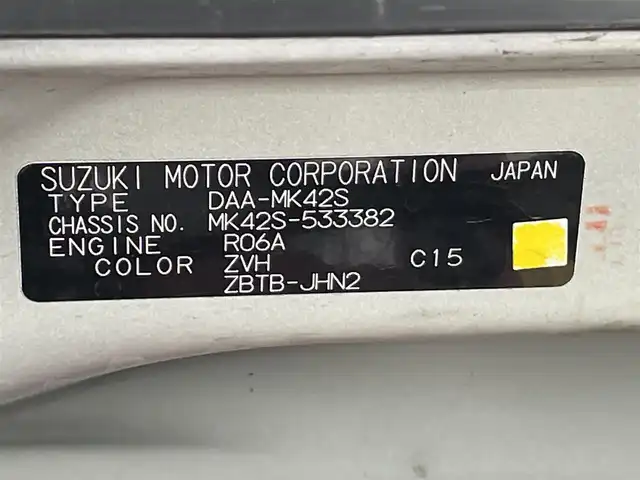 SUZUKI MOTOR CORPORATION JAPAN
TYPE DAA-MK42S
CHASSIS NO. MK42S-533382
ENGINE R06A
COLOR ZVH C15
ZBTB-JHN2